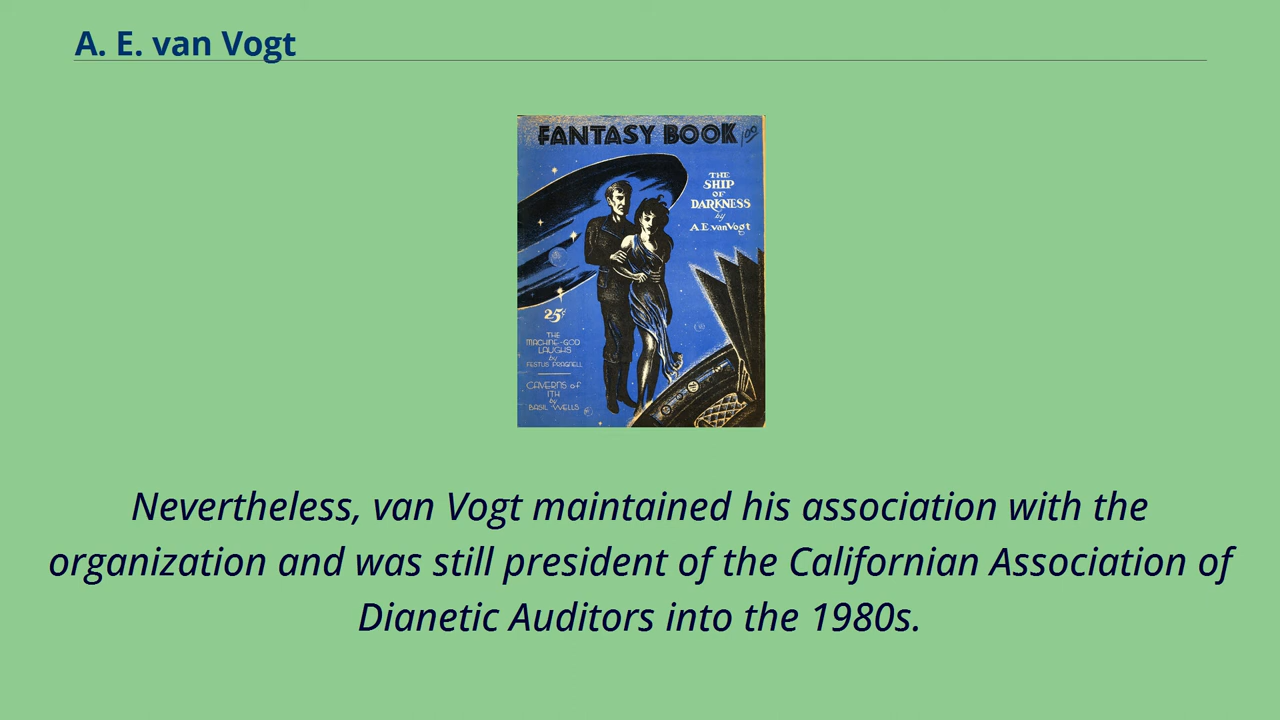 A. E. van Vogt
FANTASY BOOK
100
THE
SHIP
OF
DARKNESS
by
A.E. van Vogt
25¢
THE
MACHINE-GOD
LAUGHS
by
FESTUS PRAGNELL
CAVERNS of
ITH
by
BASIL WELLS
Nevertheless, van Vogt maintained his association with the
organization and was still president of the Californian Association of
Dianetic Auditors into the 1980s.